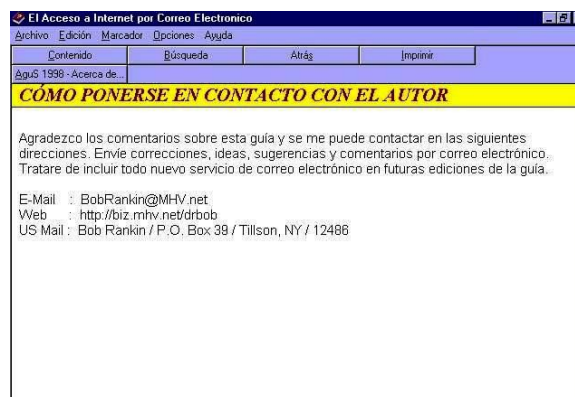 El Acceso a Internet por Correo Electronico
Archivo Edición Marcador Opciones Ayuda
Contenido Búsqueda Atrás Imprimir
AguS 1998 - Acerca de...
CÓMO PONERSE EN CONTACTO CON EL AUTOR
Agradezco los comentarios sobre esta guía y se me puede contactar en las siguientes
direcciones. Envíe correcciones, ideas, sugerencias y comentarios por correo electrónico.
Tratare de incluir todo nuevo servicio de correo electrónico en futuras ediciones de la guía.
E-Mail : BobRankin@MHV.net
Web : http://biz.mhv.net/drbob
US Mail : Bob Rankin / P.O. Box 39 / Tillson, NY / 12486